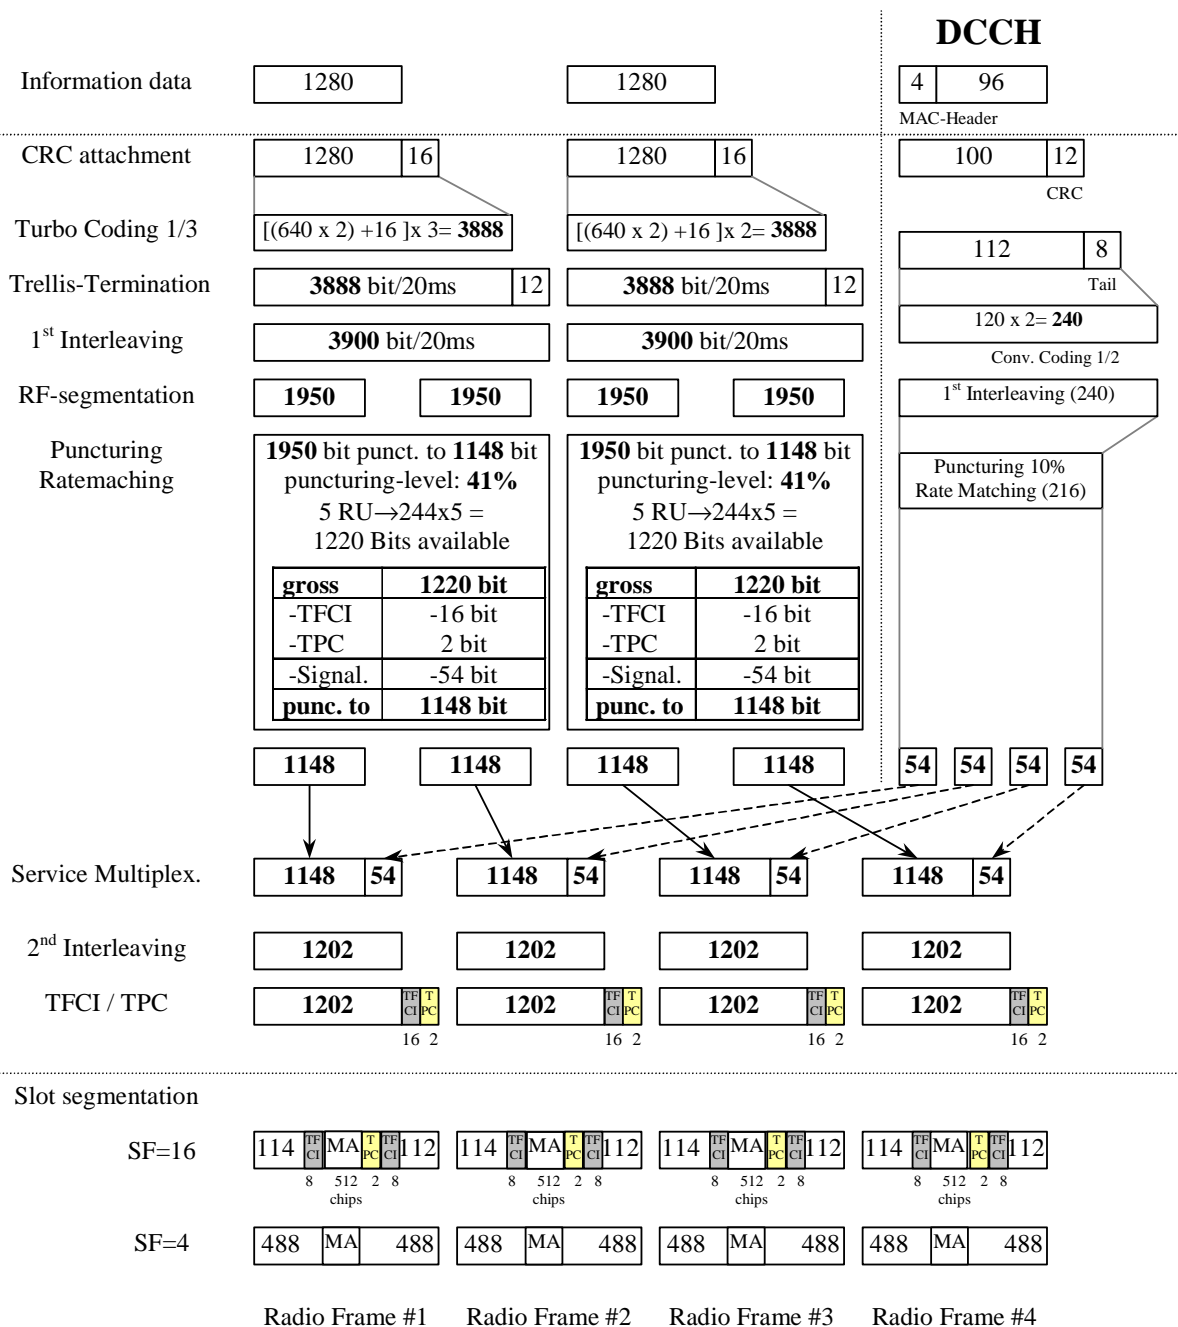 DCCH
Information data 1280 1280 4 96
MAC-Header
CRC attachment 1280 16 1280 16 100 12
CRC
Turbo Coding 1/3 [(640 x 2) +16 ]x 3= 3888 [(640 x 2) +16 ]x 2= 3888
112 8
Tail
Trellis-Termination 3888 bit/20ms 12 3888 bit/20ms 12
120 x 2= 240
1st Interleaving 3900 bit/20ms 3900 bit/20ms
Conv. Coding 1/2
RF-segmentation 1950 1950 1950 1950 1st Interleaving (240)
Puncturing
Ratemaching
1950 bit punct. to 1148 bit
puncturing-level: 41%
5 RU→244x5 =
1220 Bits available
gross 1220 bit
-TFCI -16 bit
-TPC 2 bit
-Signal. -54 bit
punc. to 1148 bit
1950 bit punct. to 1148 bit
puncturing-level: 41%
5 RU→244x5 =
1220 Bits available
gross 1220 bit
-TFCI -16 bit
-TPC 2 bit
-Signal. -54 bit
punc. to 1148 bit
Puncturing 10%
Rate Matching (216)
1148 1148 1148 1148 54 54 54 54
Service Multiplex. 1148 54 1148 54 1148 54 1148 54
2nd Interleaving 1202 1202 1202 1202
TFCI / TPC 1202 TF CI T PC 1202 TF CI T PC 1202 TF CI T PC 1202 TF CI T PC
16 2 16 2 16 2 16 2
Slot segmentation
SF=16 114 TF CI MA T PC TF CI 112 114 TF CI MA T PC TF CI 112 114 TF CI MA T PC TF CI 112 114 TF CI MA T PC TF CI 112
8 512 2 8 8 512 2 8 8 512 2 8 8 512 2 8
chips chips chips chips
SF=4 488 MA 488 488 MA 488 488 MA 488 488 MA 488
Radio Frame #1 Radio Frame #2 Radio Frame #3 Radio Frame #4